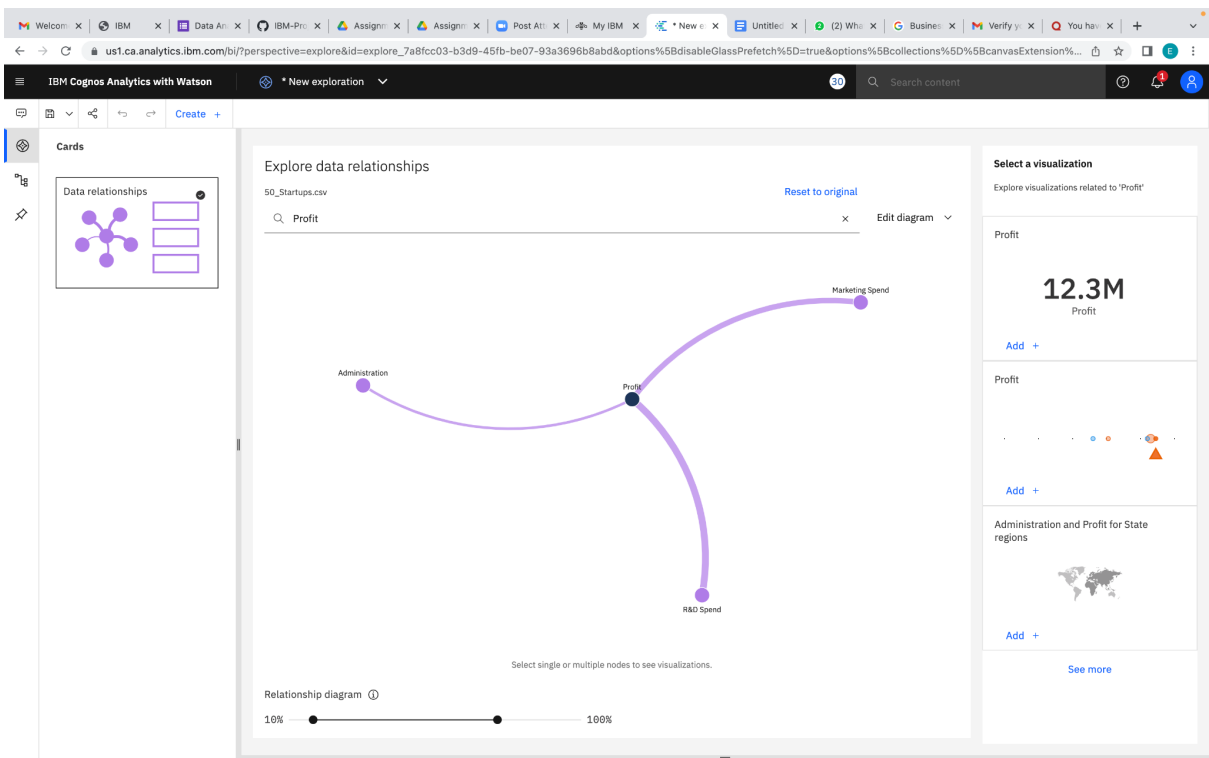 Welcom
IBM
Data An
IBM-Pro
Assignm
Assignm
Post Att
My IBM
* New e
Untitled
(2) Wha
Busines
Verify y
You hav
us1.ca.analytics.ibm.com/bi/?perspective=explore&id=explore_7a8fcc03-b3d9-45fb-be07-93a3696b8abd&options%5BdisableGlassPrefetch%5D=true&options%5Bcollections%5D%5BcanvasExtension%...
E
IBM Cognos Analytics with Watson
* New exploration
30
Search content
1
Create +
Cards
Data relationships
Explore data relationships
50_Startups.csv
Reset to original
Profit
Edit diagram
Marketing Spend
Administration
Profit
R&D Spend
Select single or multiple nodes to see visualizations.
Relationship diagram
10%
100%
Select a visualization
Explore visualizations related to 'Profit'
Profit
12.3M
Profit
Add +
Profit
Add +
Administration and Profit for State
regions
Add +
See more